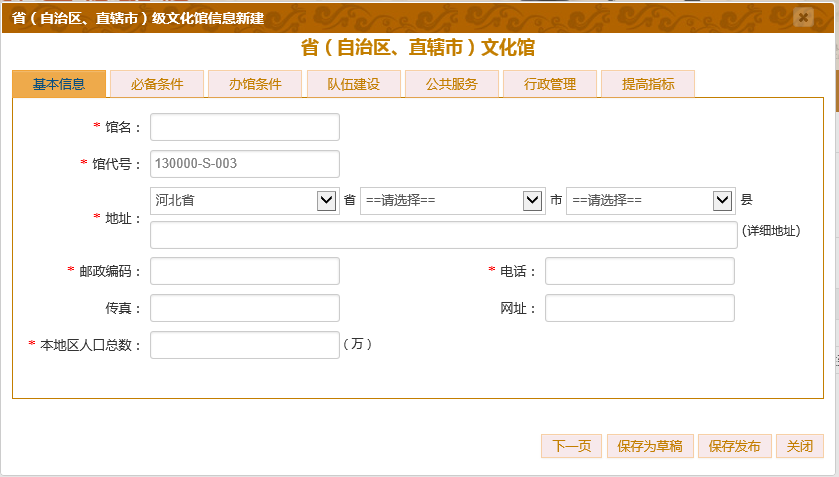 省（自治区、直辖市）级文化馆信息新建
省（自治区、直辖市）文化馆
基本信息 必备条件 办馆条件 队伍建设 公共服务 行政管理 提高指标
* 馆名：
* 馆代号： 130000-S-003
河北省 省 ==请选择== 市 ==请选择== 县
* 地址：
(详细地址)
* 邮政编码： * 电话：
传真： 网址：
* 本地区人口总数： （万）
下一页 保存为草稿 保存发布 关闭